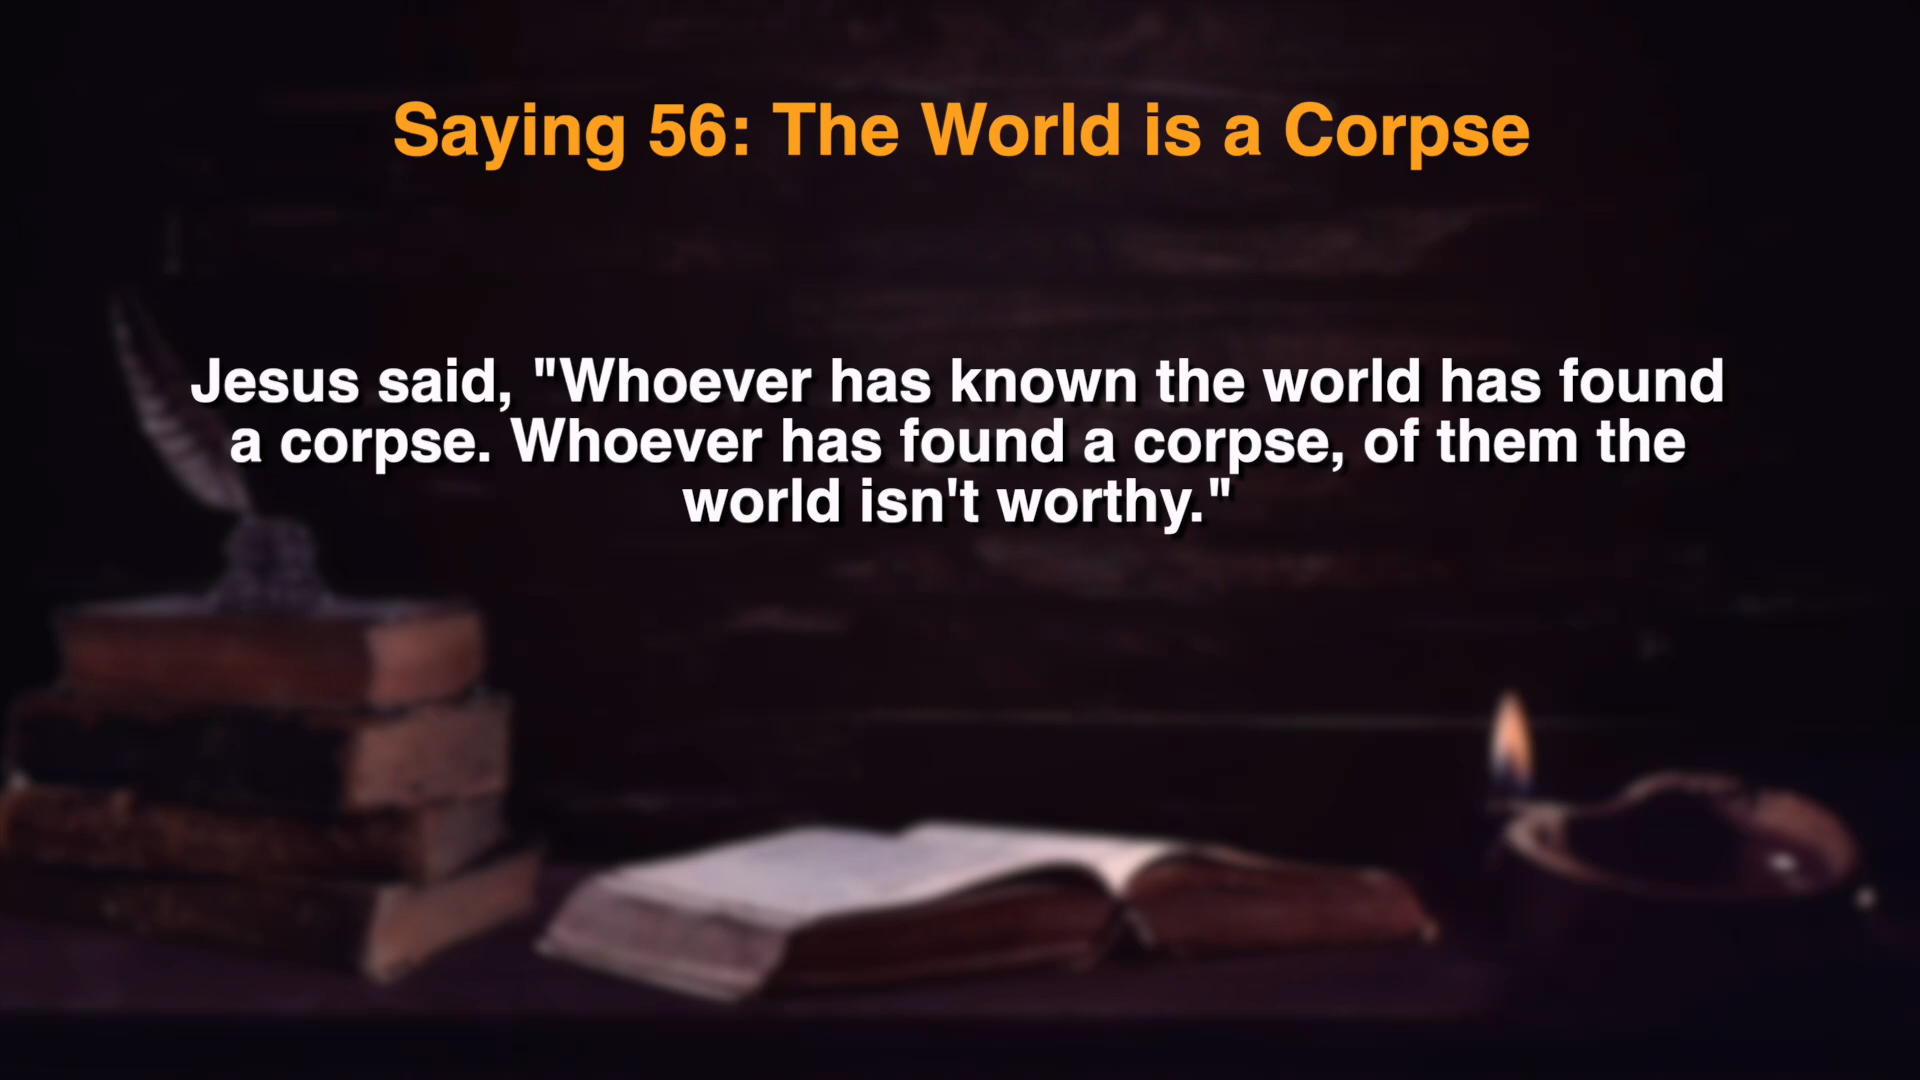 Saying 56: The World is a Corpse
Jesus said, "Whoever has known the world has found
a corpse. Whoever has found a corpse, of them the
world isn't worthy."